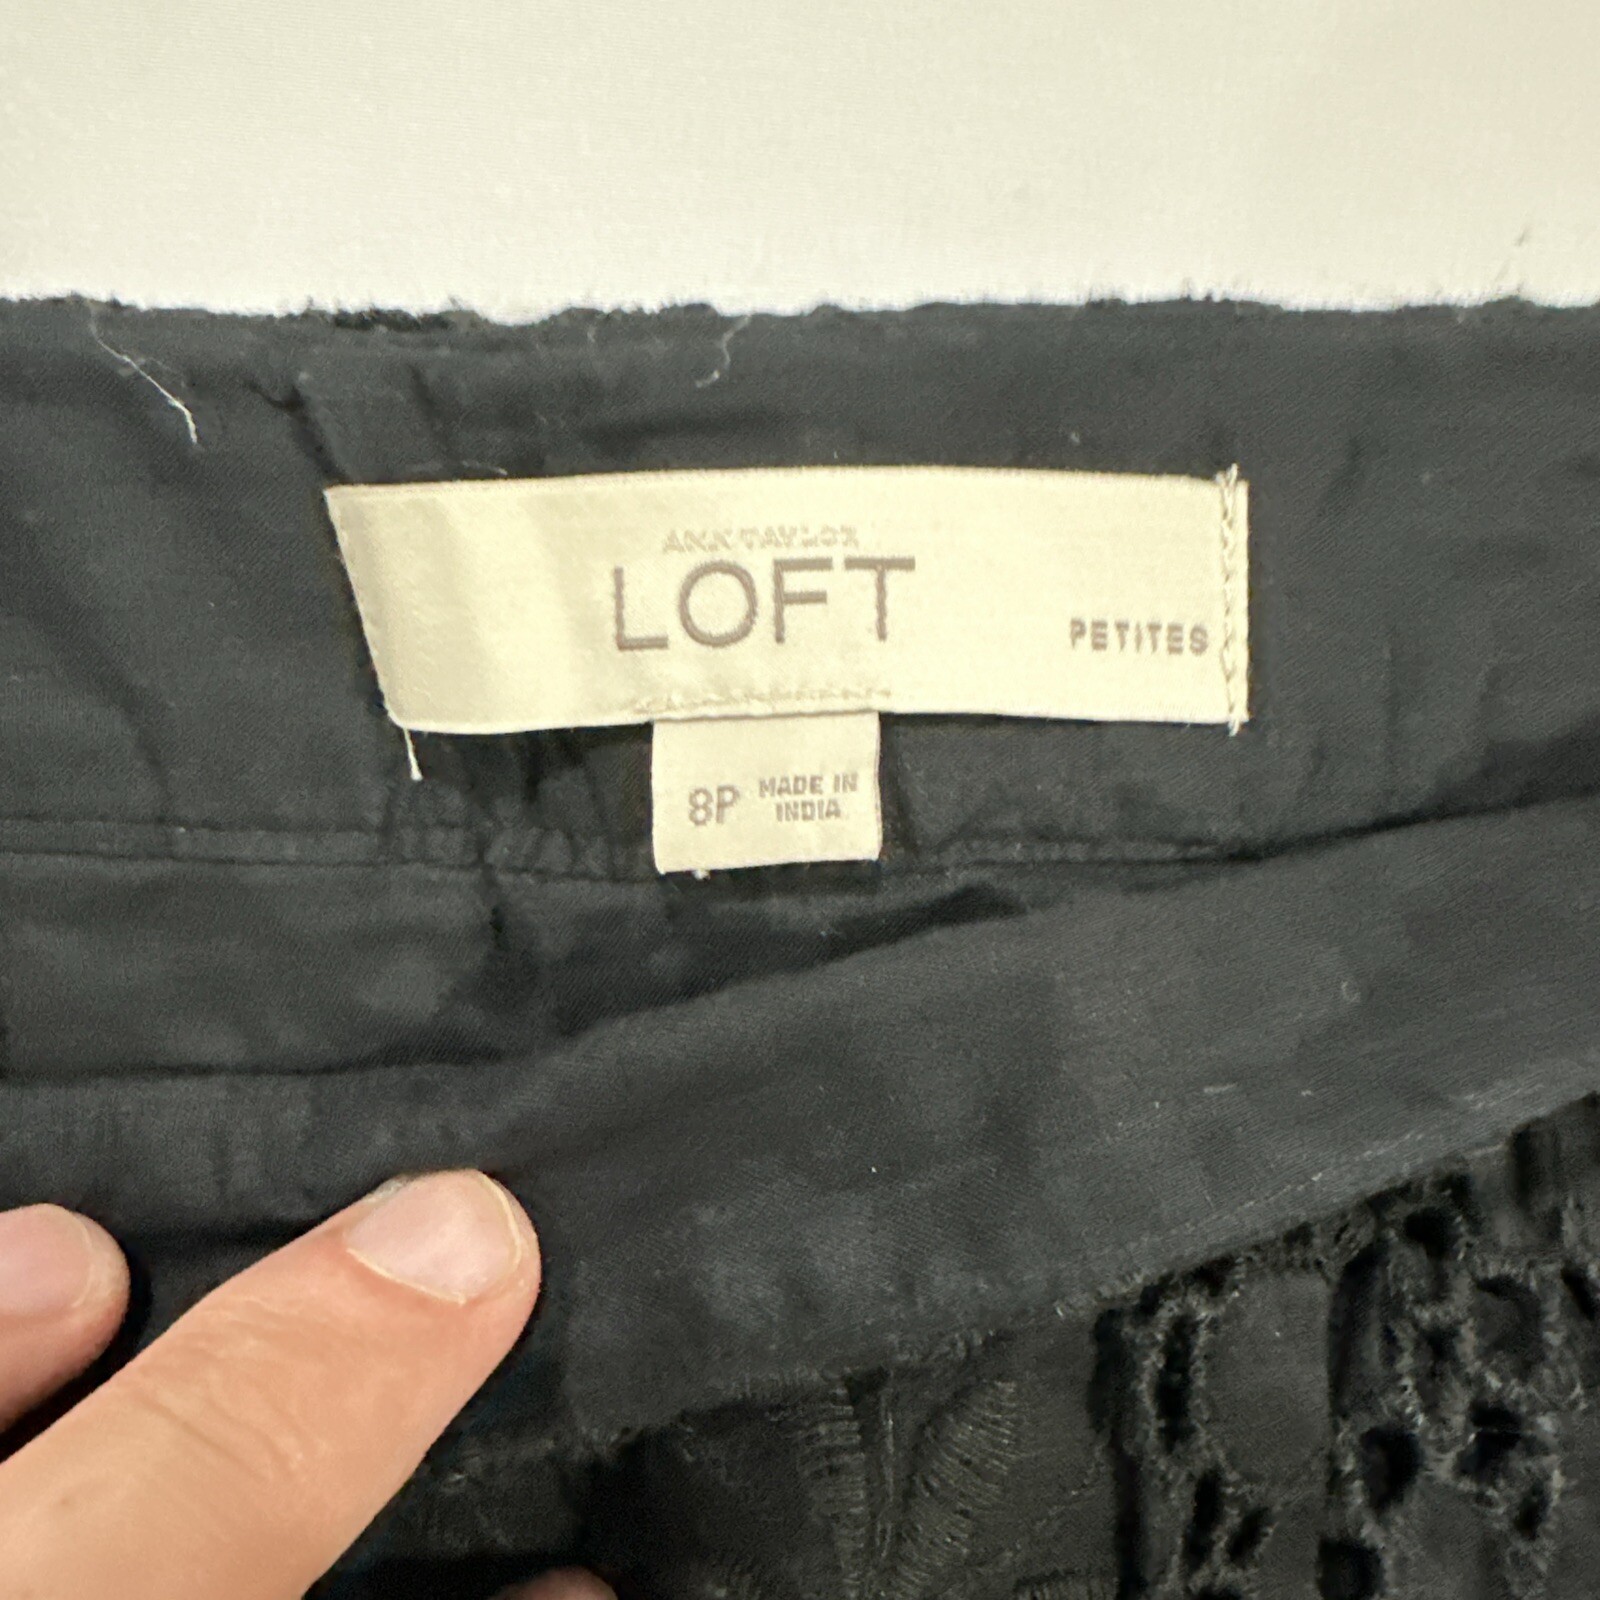 ANN TAYLOR
LOFT
PETITES
8P MADE IN
INDIA